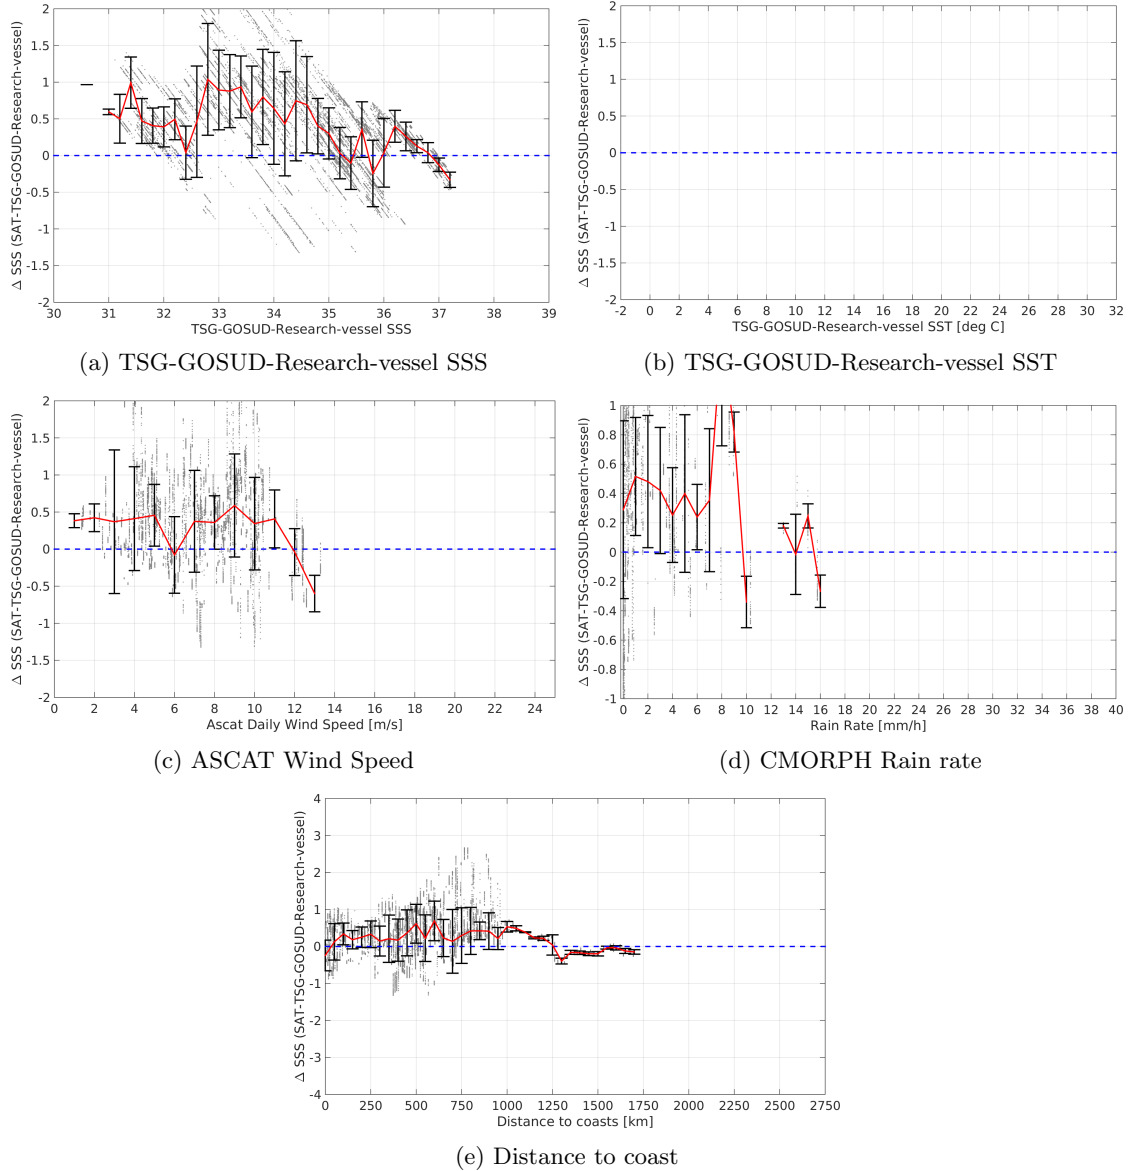 Δ SSS (SAT-TSG-GOSUD-Research-vessel)
2
1.5
1
0.5
0
-0.5
-1
-1.5
-2
30 31 32 33 34 35 36 37 38 39
TSG-GOSUD-Research-vessel SSS
(a) TSG-GOSUD-Research-vessel SSS
Δ SSS (SAT-TSG-GOSUD-Research-vessel)
2
1.5
1
0.5
0
-0.5
-1
-1.5
-2
-2 0 2 4 6 8 10 12 14 16 18 20 22 24 26 28 30 32
TSG-GOSUD-Research-vessel SST [deg C]
(b) TSG-GOSUD-Research-vessel SST
Δ SSS (SAT-TSG-GOSUD-Research-vessel)
2
1.5
1
0.5
0
-0.5
-1
-1.5
-2
0 2 4 6 8 10 12 14 16 18 20 22 24
Ascat Daily Wind Speed [m/s]
(c) ASCAT Wind Speed
Δ SSS (SAT-TSG-GOSUD-Research-vessel)
1
0.8
0.6
0.4
0.2
0
-0.2
-0.4
-0.6
-0.8
-1
0 2 4 6 8 10 12 14 16 18 20 22 24 26 28 30 32 34 36 38 40
Rain Rate [mm/h]
(d) CMORPH Rain rate
Δ SSS (SAT-TSG-GOSUD-Research-vessel)
4
3
2
1
0
-1
-2
-3
-4
0 250 500 750 1000 1250 1500 1750 2000 2250 2500 2750
Distance to coasts [km]
(e) Distance to coast